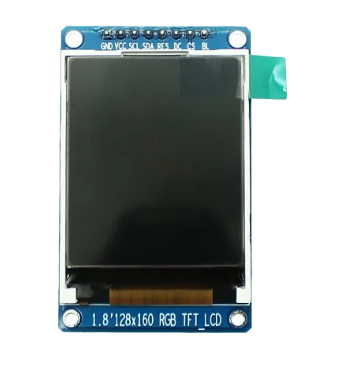 GND VCC SCL SDA RES DC CS BL
1.8'128x160 RGB TFT_LCD